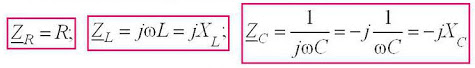 Z_R = R; Z_L = jωL = jX_L; Z_C = 1/(jωC) = -j 1/(ωC) = -jX_C